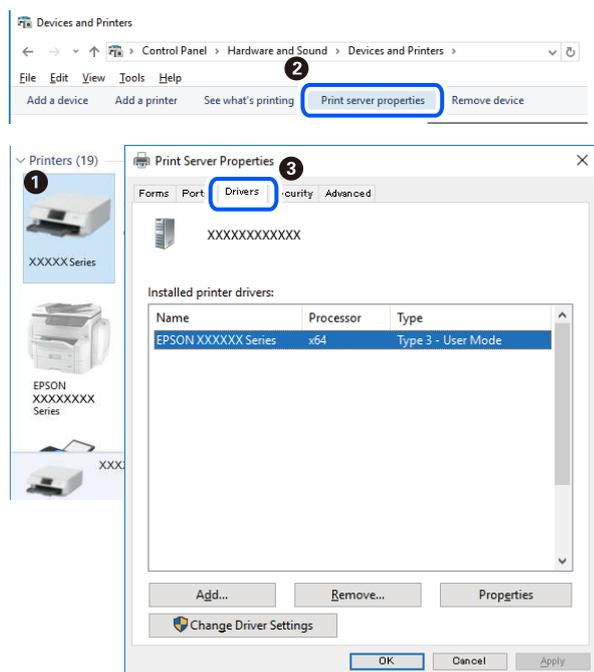 Devices and Printers
Control Panel > Hardware and Sound > Devices and Printers >
2
File Edit View Tools Help
Add a device Add a printer See what's printing Print server properties Remove device
Printers (19)
1
XXXXX Series
EPSON
XXXXXXXX
Series
XXX
Print Server Properties
3
Forms Port Drivers curity Advanced
XXXXXXXXXXXX
Installed printer drivers:
Name Processor Type
EPSON XXXXXX Series x64 Type 3 - User Mode
Add... Remove... Properties
Change Driver Settings
OK Cancel Apply